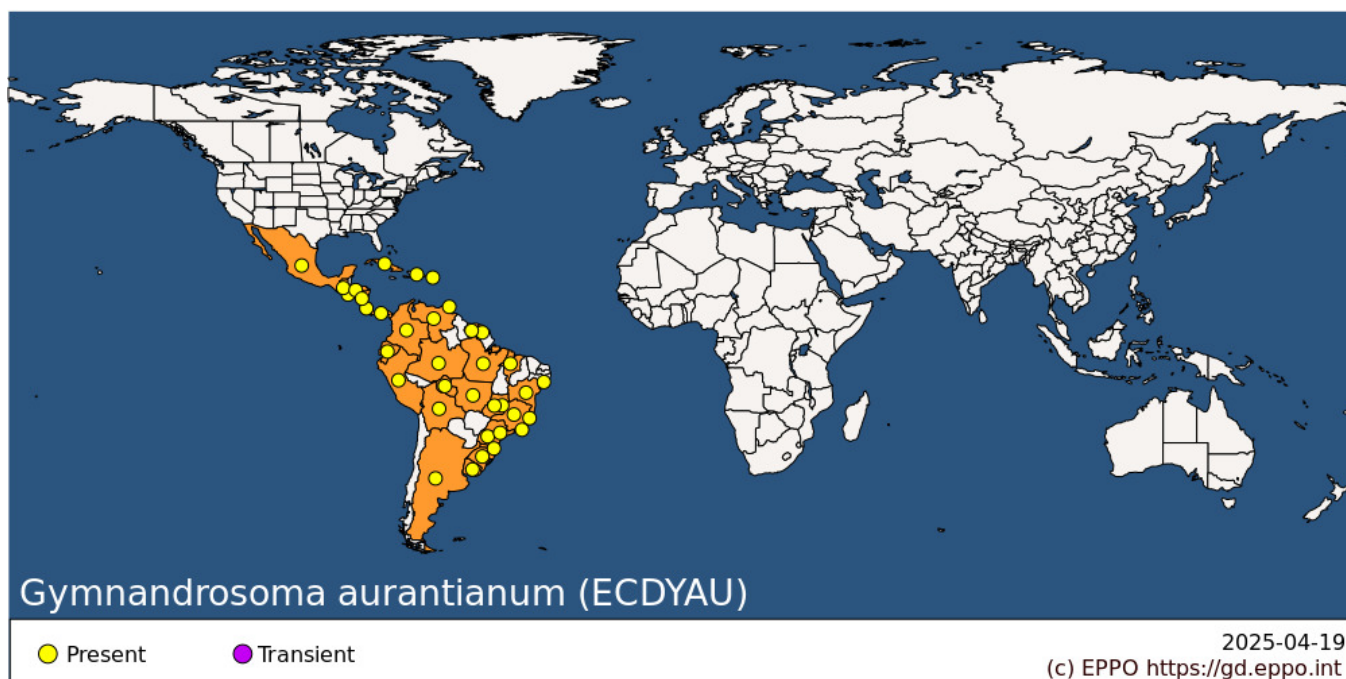 Gymnandrosoma aurantianum (ECDYAU)
Present
Transient
2025-04-19
(c) EPPO https://gd.eppo.int